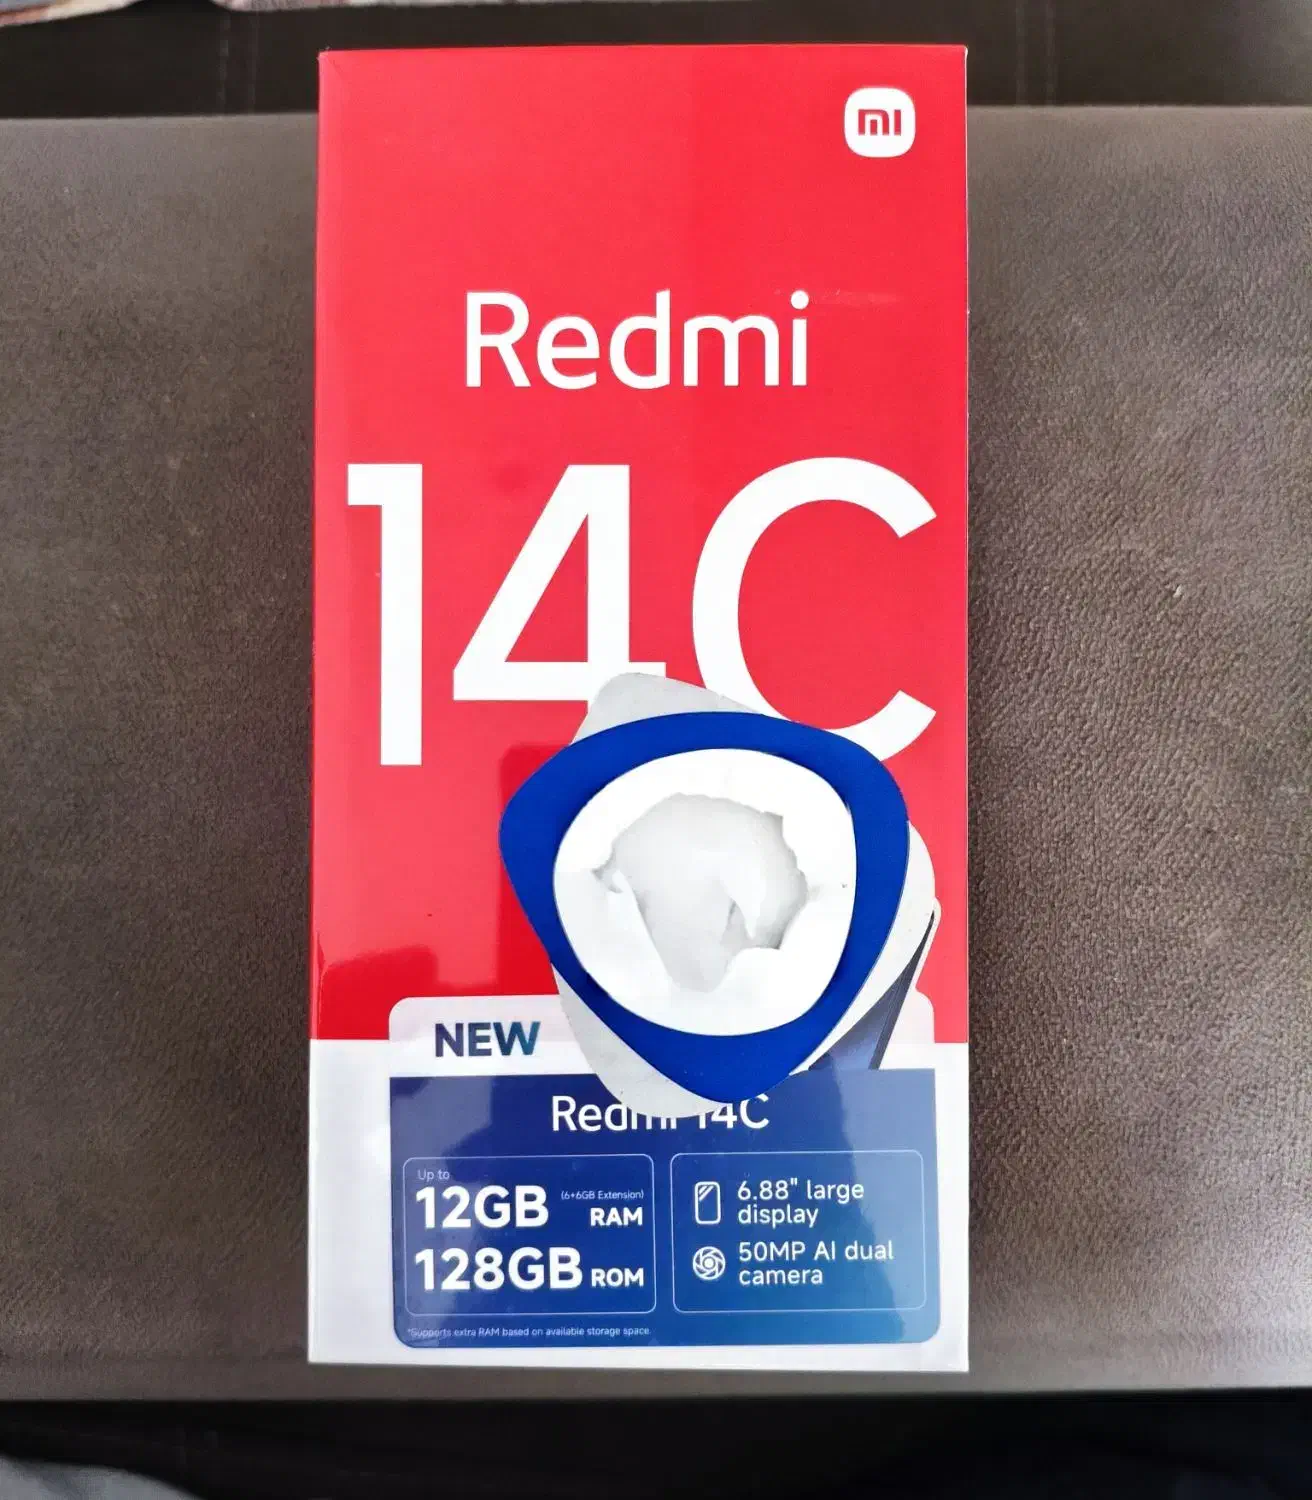 mi
Redmi
14C
NEW
Redmi 14C
Up to
12GB (6+6GB Extension) RAM
128GB ROM
6.88" large
display
50MP AI dual
camera
*Supports extra RAM based on available storage space.